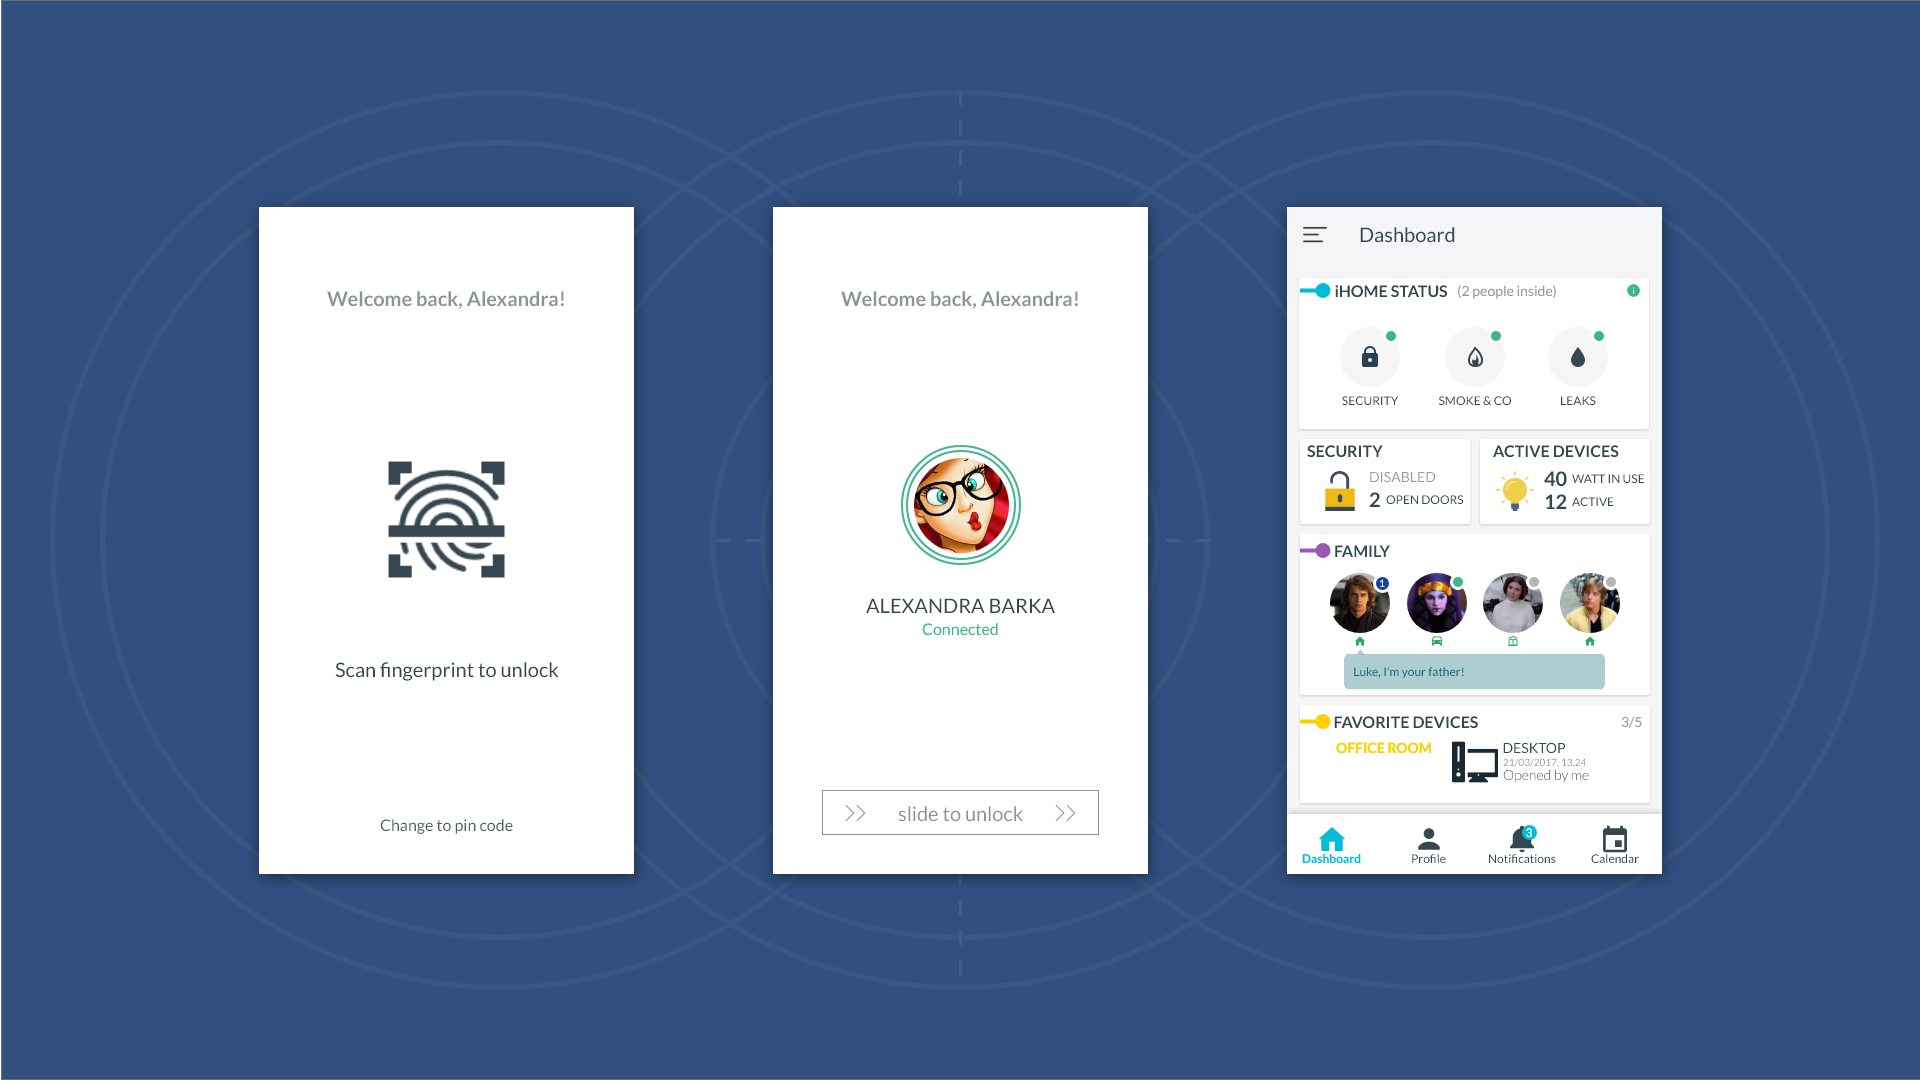 Welcome back, Alexandra!
Scan fingerprint to unlock
Change to pin code
Welcome back, Alexandra!
ALEXANDRA BARKA
Connected
slide to unlock
Dashboard
iHOME STATUS (2 people inside)
SECURITY SMOKE & CO LEAKS
SECURITY
DISABLED
2 OPEN DOORS
ACTIVE DEVICES
40 WATT IN USE
12 ACTIVE
FAMILY
1
Luke, I'm your father!
FAVORITE DEVICES 3/5
OFFICE ROOM DESKTOP
21/03/2017, 13.24
Opened by me
3
Dashboard Profile Notifications Calendar